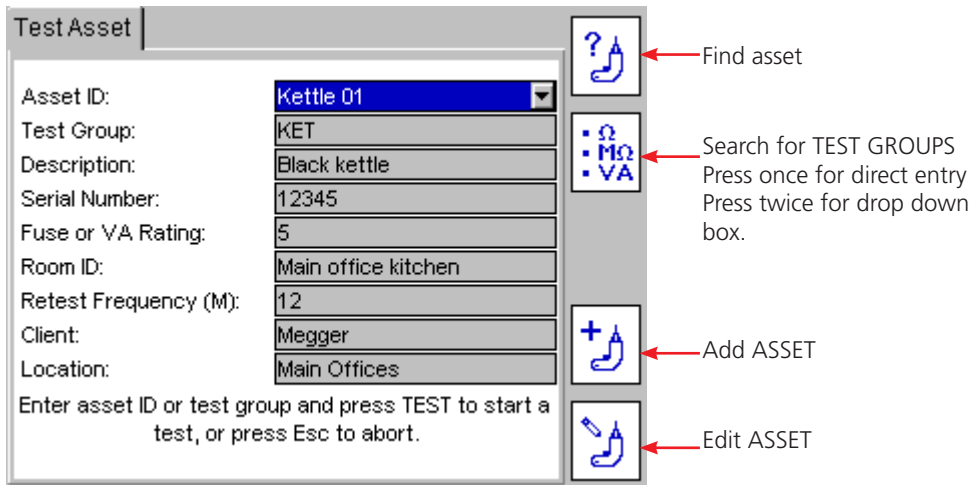 Test Asset
?
Find asset
Asset ID: Kettle 01
Test Group: KET
Description: Black kettle
Serial Number: 12345
Fuse or VA Rating: 5
Room ID: Main office kitchen
Retest Frequency (M): 12
Client: Megger
Location: Main Offices
Enter asset ID or test group and press TEST to start a
test, or press Esc to abort.
▪ Ω
▪ MΩ
▪ VA
Search for TEST GROUPS
Press once for direct entry
Press twice for drop down
box.
+
Add ASSET
Edit ASSET